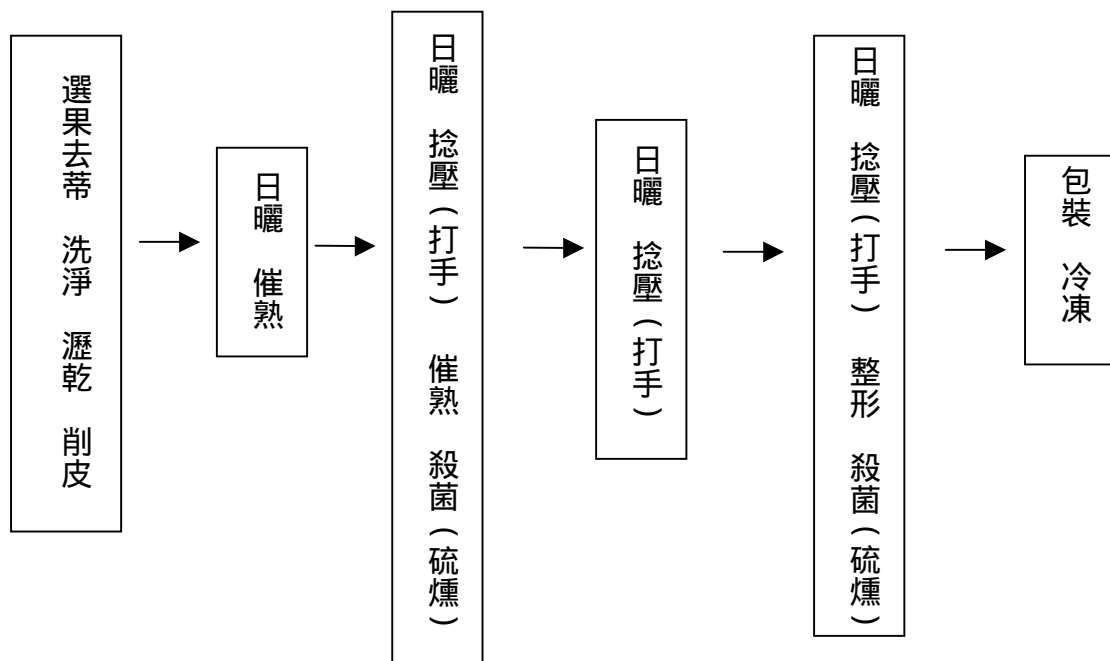 選果去蒂 洗淨 瀝乾 削皮
日曬 催熟
日曬 捻壓(打手) 催熟 殺菌(硫燻)
日曬 捻壓(打手)
日曬 捻壓(打手) 整形 殺菌(硫燻)
包裝 冷凍